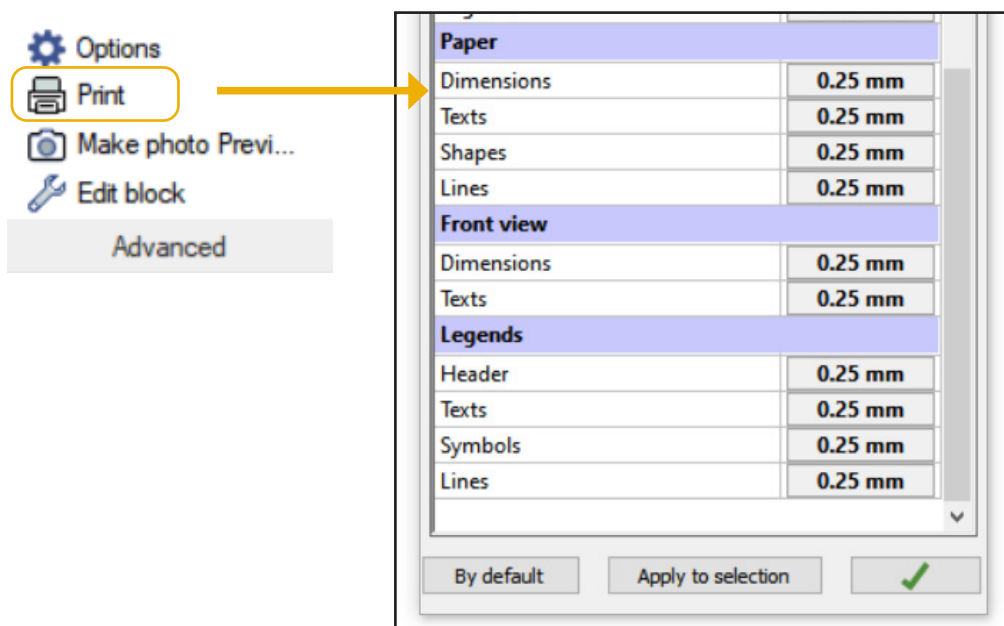 Options
Print
Make photo Previ...
Edit block
Advanced
Paper
Dimensions 0.25 mm
Texts 0.25 mm
Shapes 0.25 mm
Lines 0.25 mm
Front view
Dimensions 0.25 mm
Texts 0.25 mm
Legends
Header 0.25 mm
Texts 0.25 mm
Symbols 0.25 mm
Lines 0.25 mm
By default Apply to selection